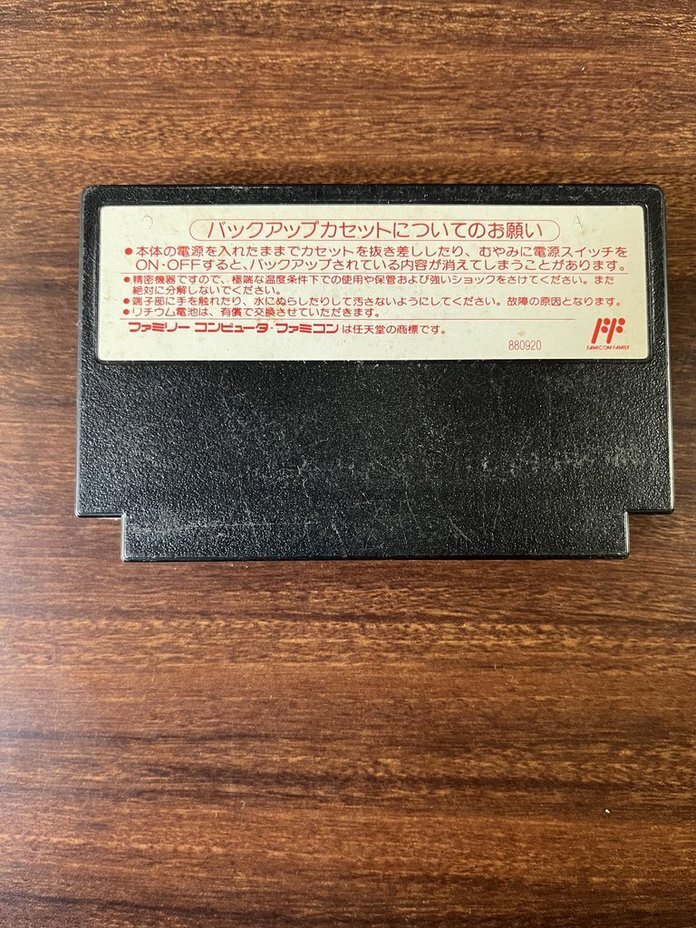 バックアップカセットについてのお願い
●本体の電源を入れたままでカセットを抜き差ししたり、むやみに電源スイッチを
ON・OFFすると、バックアップされている内容が消えてしまうことがあります。
●精密機器ですので、極端な温度条件下での使用や保管および強いショックをさけてください。また
絶対に分解しないでください。
●端子部に手を触れたり、水にぬらしたりして汚さないようにしてください。故障の原因となります。
●リチウム電池は、有償で交換させていただきます。
ファミリー コンピュータ・ファミコン は任天堂の商標です。
880920
FAMICOM FAMILY